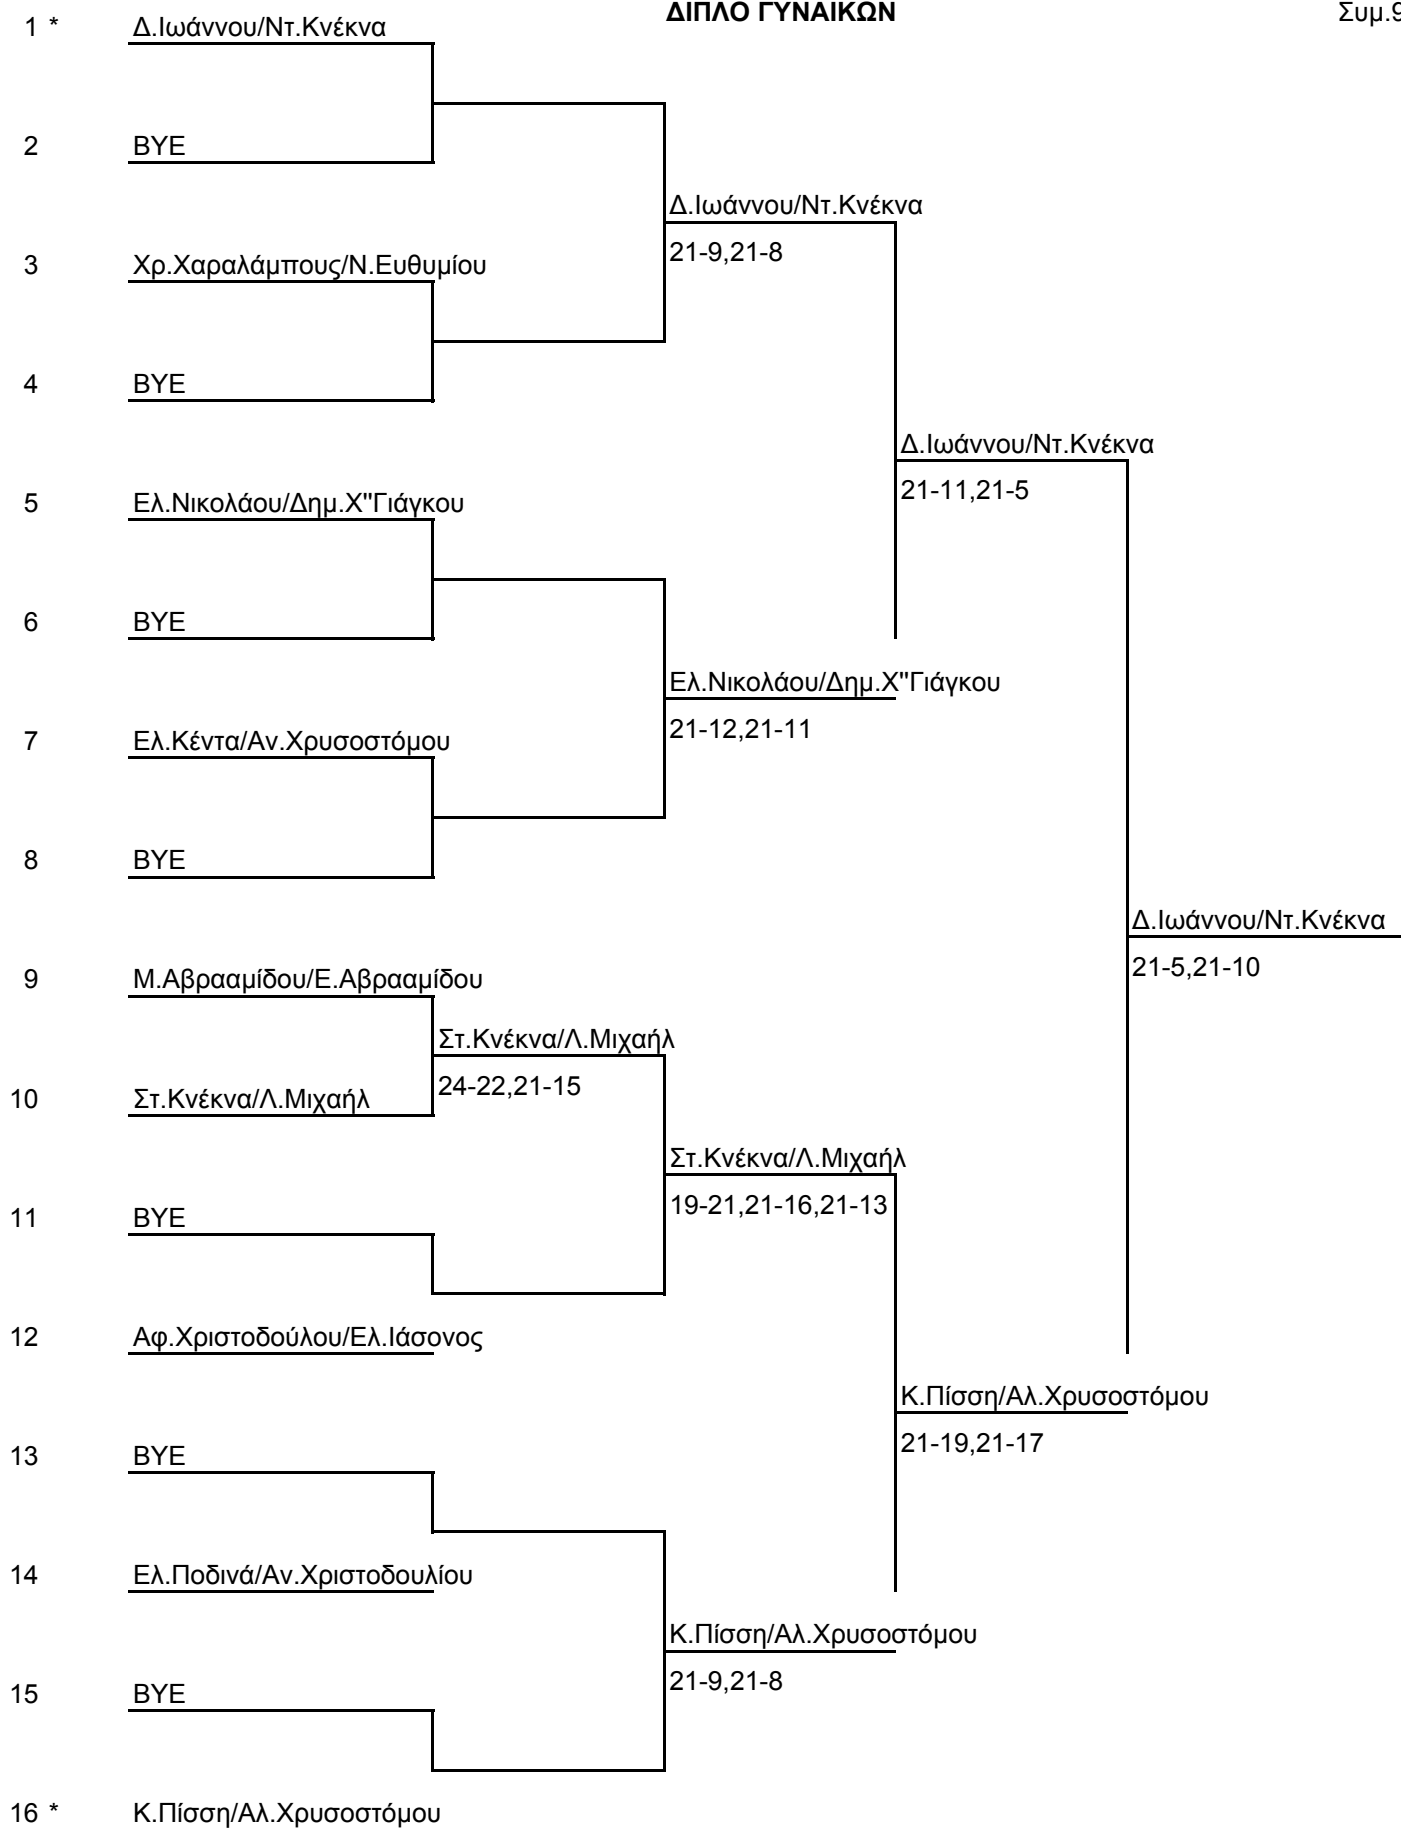 ΔΙΠΛΟ ΓΥΝΑΙΚΩΝ
Συμ.9
1 * Δ.Ιωάννου/Ντ.Κνέκνα
2 BYE
Δ.Ιωάννου/Ντ.Κνέκνα
21-9,21-8
3 Χρ.Χαραλάμπους/Ν.Ευθυμίου
4 BYE
Δ.Ιωάννου/Ντ.Κνέκνα
21-11,21-5
5 Ελ.Νικολάου/Δημ.Χ"Γιάγκου
6 BYE
Ελ.Νικολάου/Δημ.Χ"Γιάγκου
21-12,21-11
7 Ελ.Κέντα/Αν.Χρυσοστόμου
8 BYE
Δ.Ιωάννου/Ντ.Κνέκνα
21-5,21-10
9 Μ.Αβρααμίδου/Ε.Αβρααμίδου
Στ.Κνέκνα/Λ.Μιχαήλ
24-22,21-15
10 Στ.Κνέκνα/Λ.Μιχαήλ
Στ.Κνέκνα/Λ.Μιχαήλ
19-21,21-16,21-13
11 BYE
12 Αφ.Χριστοδούλου/Ελ.Ιάσονος
Κ.Πίσση/Αλ.Χρυσοστόμου
21-19,21-17
13 BYE
14 Ελ.Ποδινά/Αν.Χριστοδουλίου
Κ.Πίσση/Αλ.Χρυσοστόμου
21-9,21-8
15 BYE
16 * Κ.Πίσση/Αλ.Χρυσοστόμου